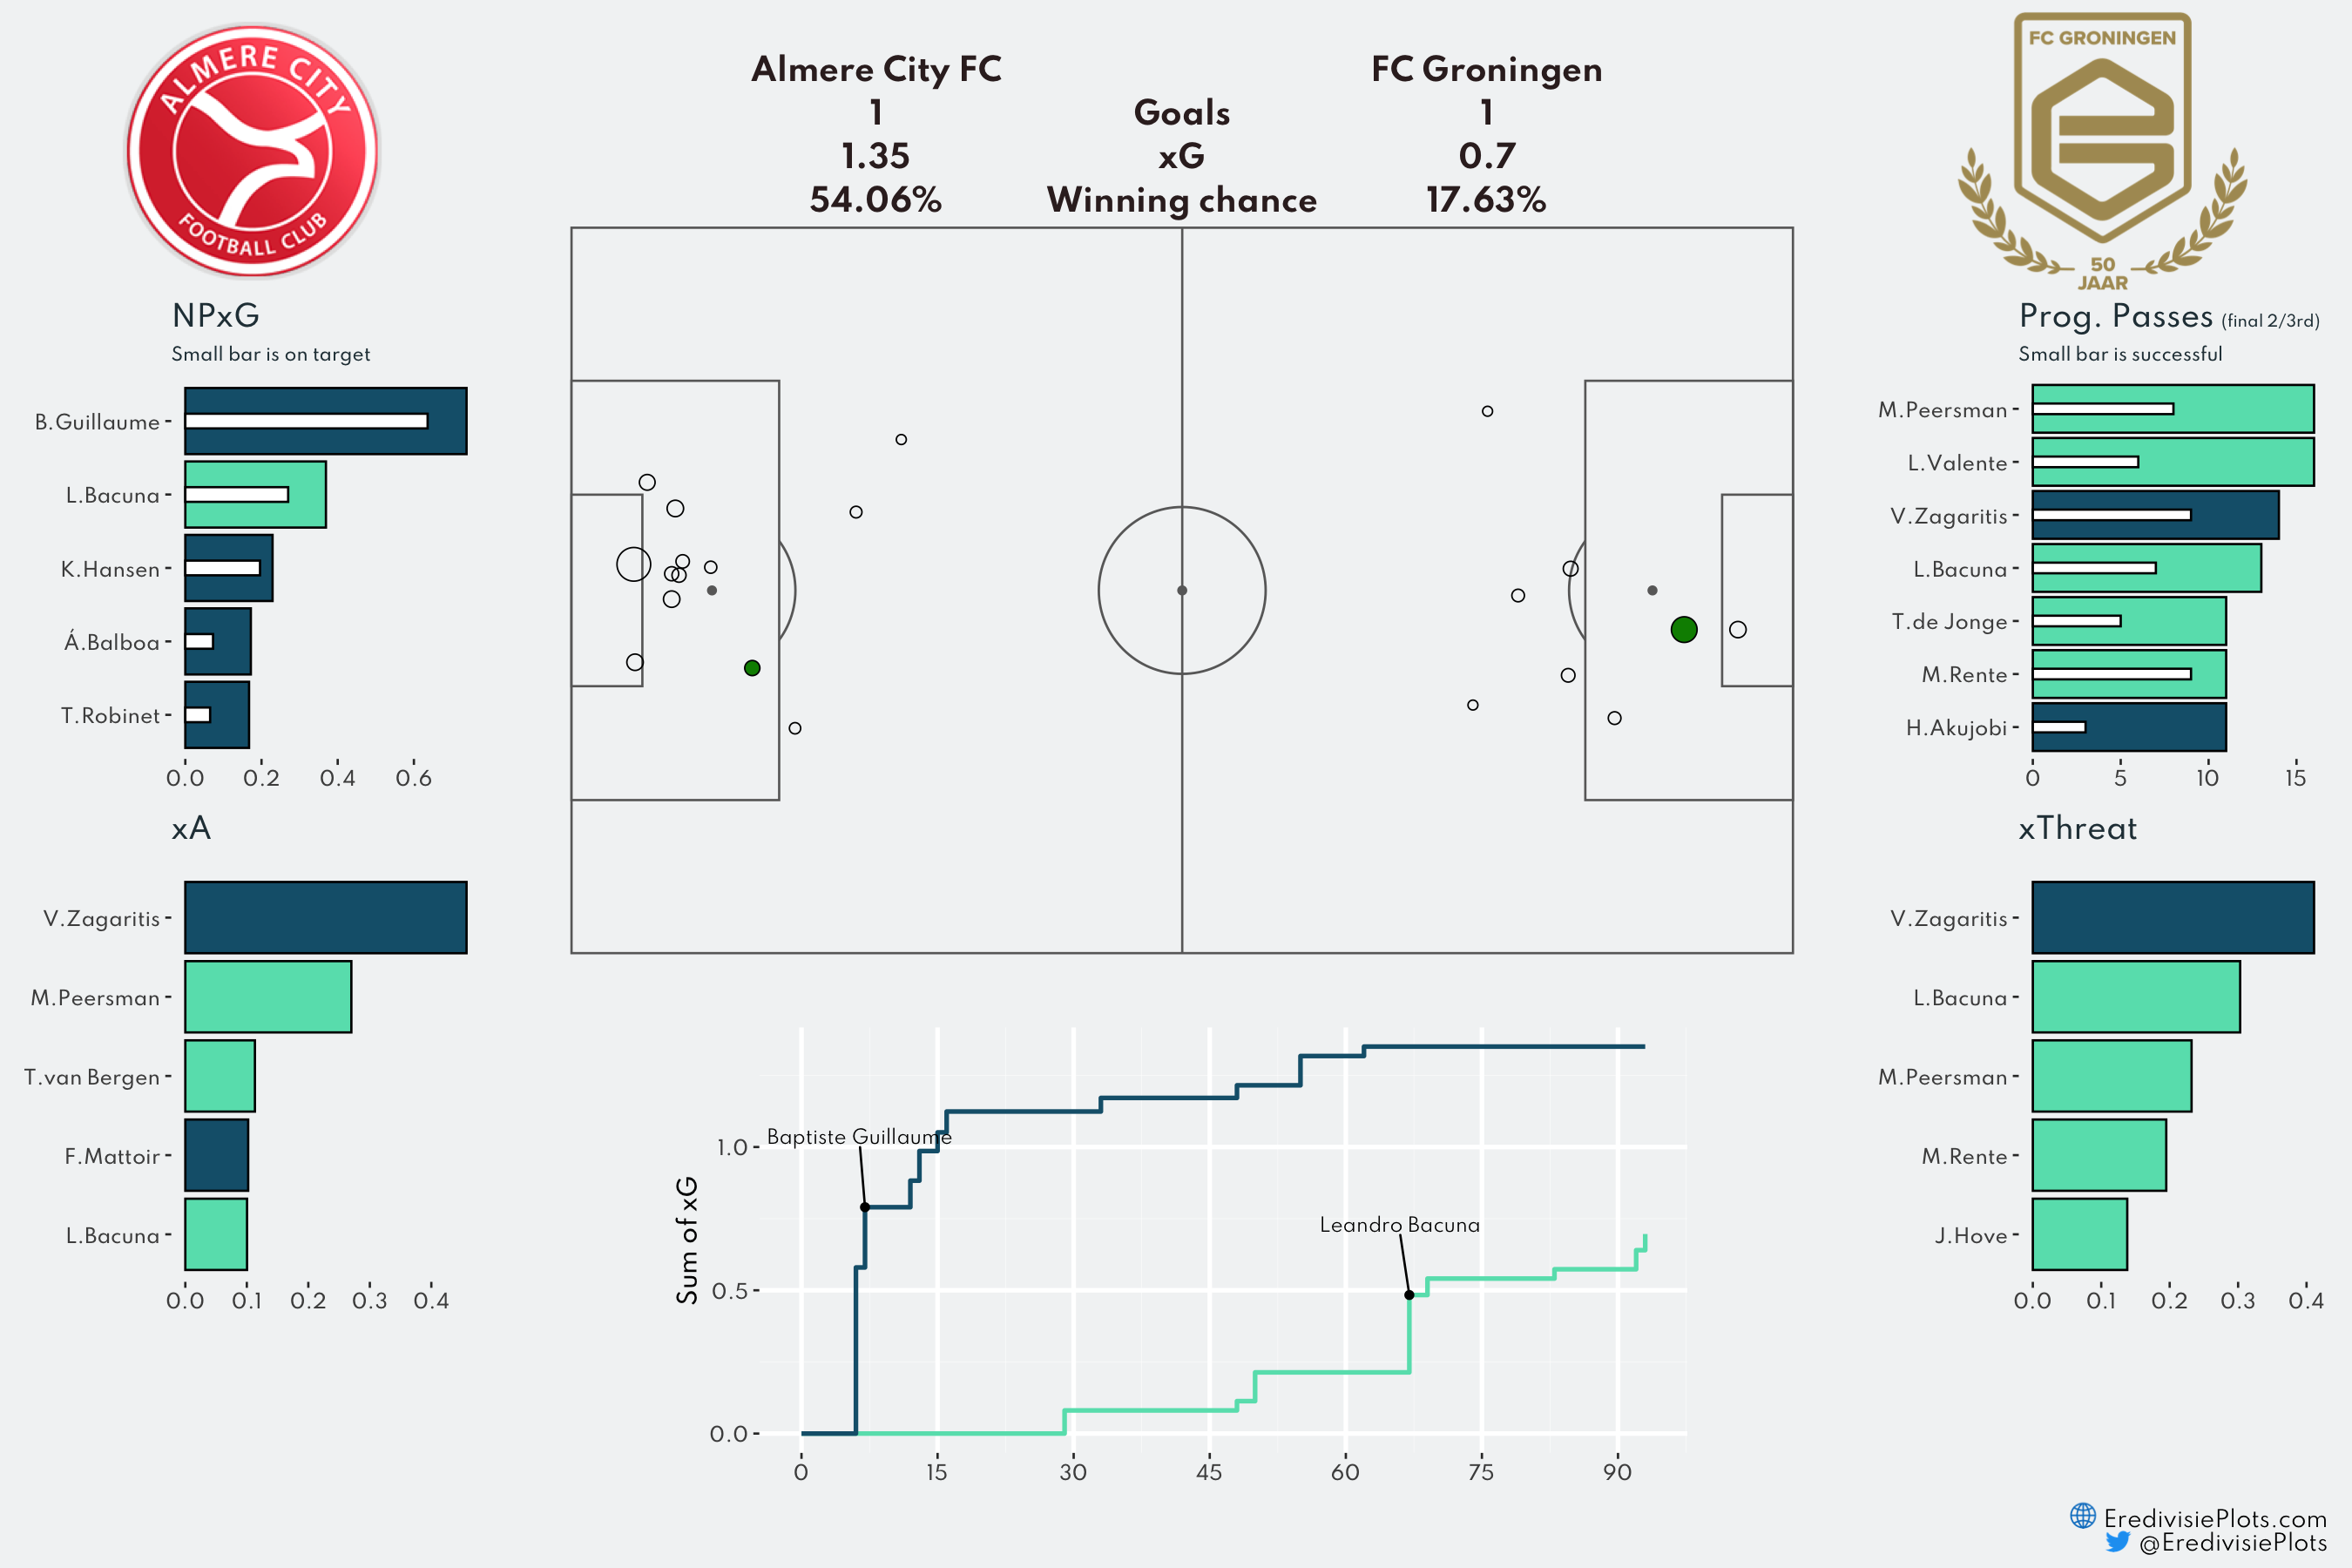 ALMERE CITY
FOOTBALL CLUB
Almere City FC
FC Groningen
1 Goals 1
1.35 xG 0.7
54.06% Winning chance 17.63%
FC GRONINGEN
50
JAAR
NPxG
Small bar is on target
B.Guillaume
L.Bacuna
K.Hansen
Á.Balboa
T.Robinet
0.0 0.2 0.4 0.6
xA
V.Zagaritis
M.Peersman
T.van Bergen
F.Mattoir
L.Bacuna
0.0 0.1 0.2 0.3 0.4
Sum of xG
1.0
0.5
0.0
Baptiste Guillaume
Leandro Bacuna
0 15 30 45 60 75 90
Prog. Passes (final 2/3rd)
Small bar is successful
M.Peersman
L.Valente
V.Zagaritis
L.Bacuna
T.de Jonge
M.Rente
H.Akujobi
0 5 10 15
xThreat
V.Zagaritis
L.Bacuna
M.Peersman
M.Rente
J.Hove
0.0 0.1 0.2 0.3 0.4
EredivisiePlots.com
@EredivisiePlots